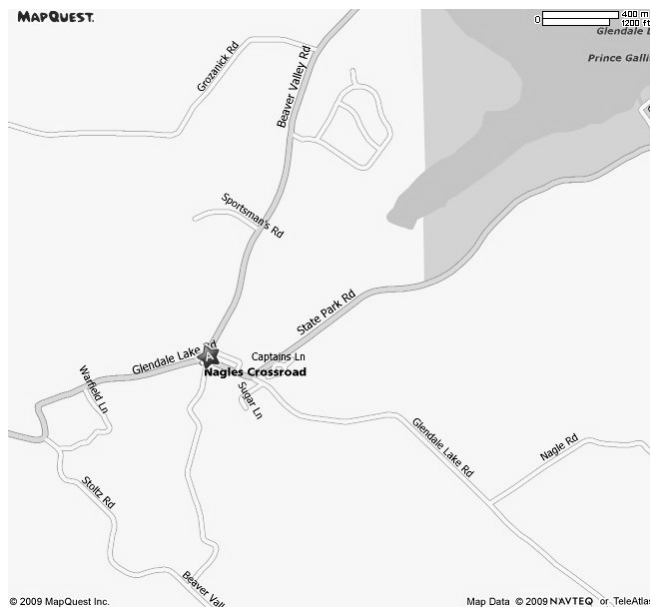 MAPQUEST.
0 400 m
1200 ft
Glendale L
Prince Galli
Grozanick Rd
Beaver Valley Rd
Sportsman's Rd
State Park Rd
Glendale Lake Rd
A
Captains Ln
Nagles Crossroad
Warfield Ln
Sugar Ln
Glendale Lake Rd
Nagle Rd
Stoltz Rd
Beaver Vall
© 2009 MapQuest Inc.
Map Data © 2009 NAVTEQ or TeleAtlas